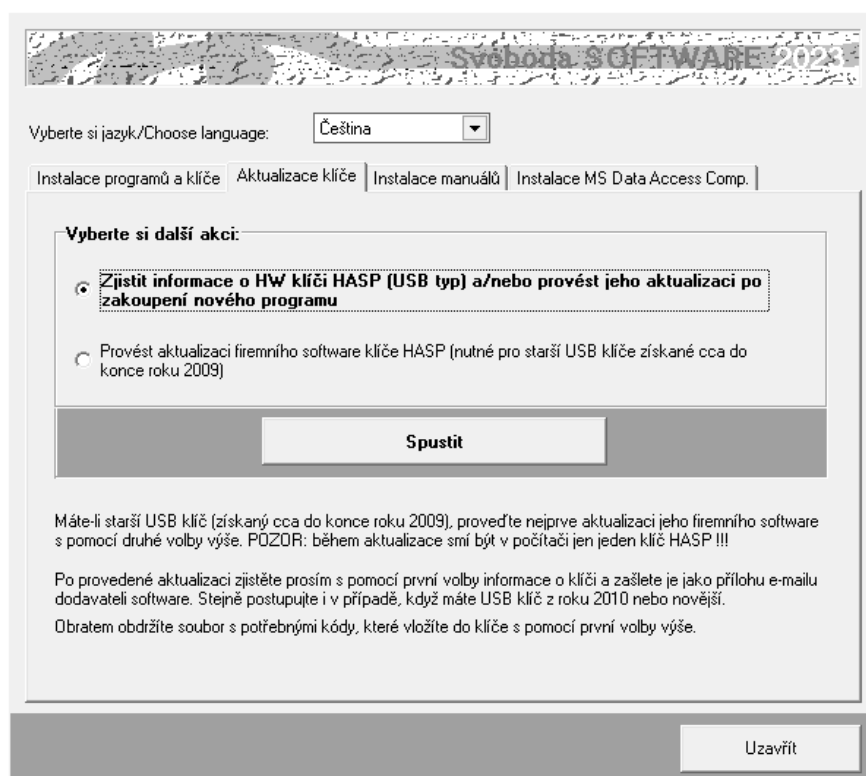 Svoboda SOFTWARE 2023
Vyberte si jazyk/Choose language:
Čeština
Instalace programů a klíče
Aktualizace klíče
Instalace manuálů
Instalace MS Data Access Comp.
Vyberte si další akci:
Zjistit informace o HW klíči HASP (USB typ) a/nebo provést jeho aktualizaci po
zakoupení nového programu
Provést aktualizaci firemního software klíče HASP (nutné pro starší USB klíče získané cca do
konce roku 2009)
Spustit
Máte-li starší USB klíč (získaný cca do konce roku 2009), proveďte nejprve aktualizaci jeho firemního software
s pomocí druhé volby výše. POZOR: během aktualizace smí být v počítači jen jeden klíč HASP !!!
Po provedené aktualizaci zjistěte prosím s pomocí první volby informace o klíči a zašlete je jako přílohu e-mailu
dodavateli software. Stejně postupujte i v případě, když máte USB klíč z roku 2010 nebo novější.
Obratem obdržíte soubor s potřebnými kódy, které vložíte do klíče s pomocí první volby výše.
Uzavřít